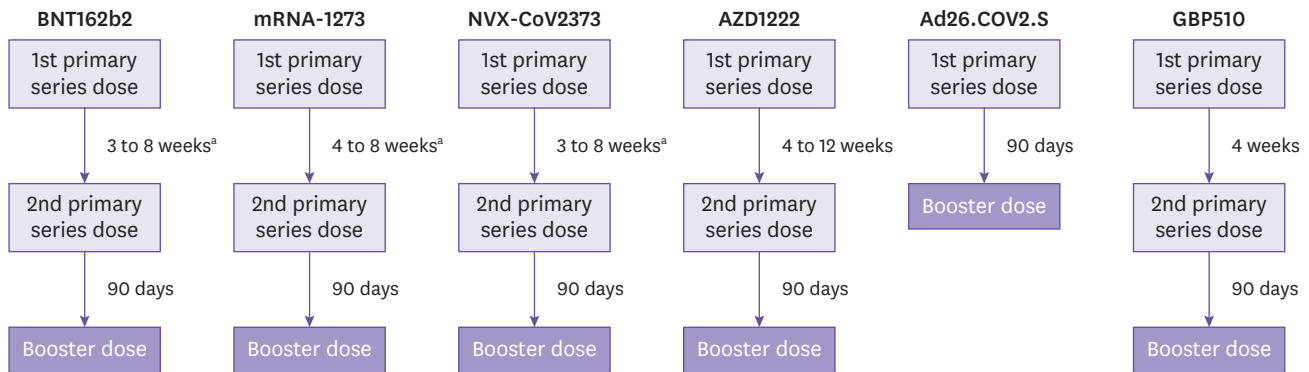 BNT162b2
1st primary
series dose
3 to 8 weeksᵃ
2nd primary
series dose
90 days
Booster dose
mRNA-1273
1st primary
series dose
4 to 8 weeksᵃ
2nd primary
series dose
90 days
Booster dose
NVX-CoV2373
1st primary
series dose
3 to 8 weeksᵃ
2nd primary
series dose
90 days
Booster dose
AZD1222
1st primary
series dose
4 to 12 weeks
2nd primary
series dose
90 days
Booster dose
Ad26.COV2.S
1st primary
series dose
90 days
Booster dose
GBP510
1st primary
series dose
4 weeks
2nd primary
series dose
90 days
Booster dose